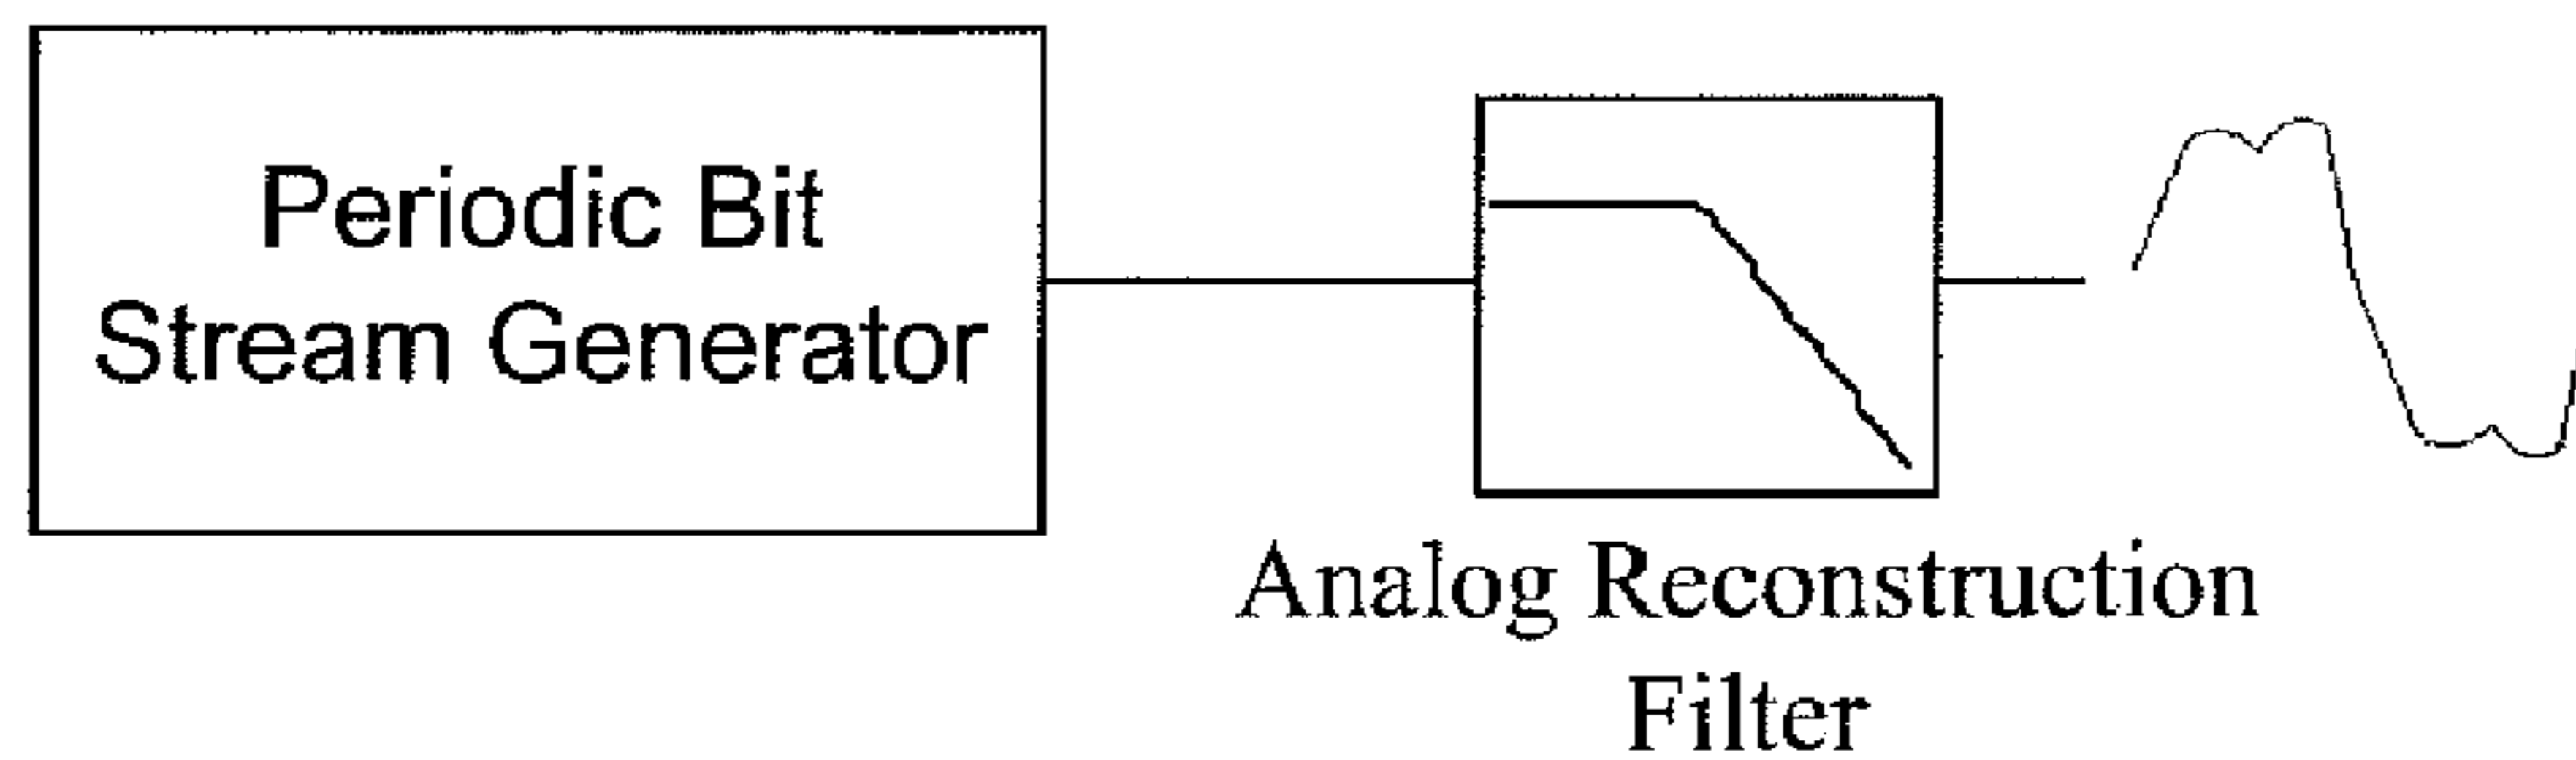 Periodic Bit
Stream Generator
Analog Reconstruction
Filter